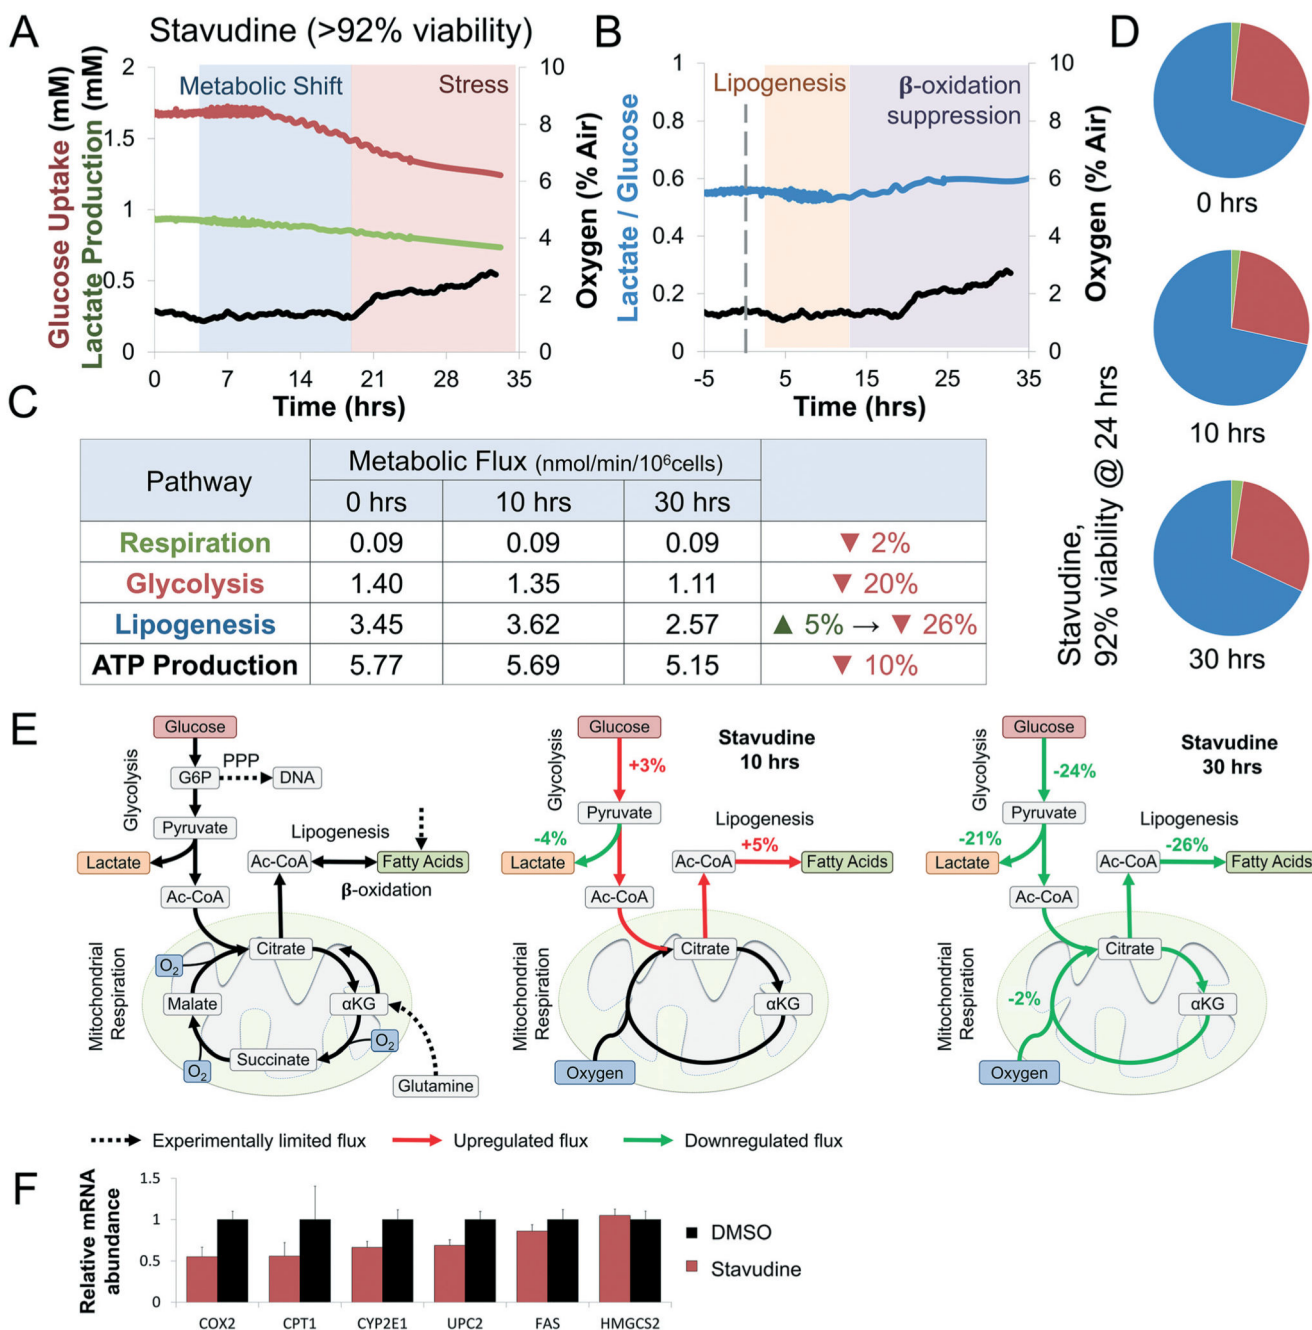 A
Stavudine (>92% viability)
Glucose Uptake (mM)
Lactate Production (mM)
Metabolic Shift
Stress
2
1.5
1
0.5
0
10
8
6
4
2
0
Oxygen (% Air)
0 7 14 21 28 35
Time (hrs)
B
Lactate / Glucose
Lipogenesis
β-oxidation
suppression
1
0.8
0.6
0.4
0.2
0
10
8
6
4
2
0
Oxygen (% Air)
-5 5 15 25 35
Time (hrs)
C
Pathway
Metabolic Flux (nmol/min/10⁶cells)
0 hrs 10 hrs 30 hrs
Respiration 0.09 0.09 0.09 ▼ 2%
Glycolysis 1.40 1.35 1.11 ▼ 20%
Lipogenesis 3.45 3.62 2.57 ▲ 5% → ▼ 26%
ATP Production 5.77 5.69 5.15 ▼ 10%
D
0 hrs
10 hrs
30 hrs
Stavudine,
92% viability @ 24 hrs
E
Glucose
Glycolysis
PPP
G6P
DNA
Pyruvate
Lactate
Lipogenesis
Ac-CoA
Fatty Acids
β-oxidation
Ac-CoA
Mitochondrial
Respiration
Citrate
O₂
Malate
αKG
O₂
Succinate
O₂
Glutamine
Stavudine
10 hrs
Glucose
Glycolysis
+3%
Pyruvate
-4%
Lactate
Lipogenesis
+5%
Ac-CoA
Fatty Acids
Ac-CoA
Mitochondrial
Respiration
Citrate
αKG
Oxygen
Stavudine
30 hrs
Glucose
Glycolysis
-24%
Pyruvate
-21%
Lactate
Lipogenesis
-26%
Ac-CoA
Fatty Acids
Ac-CoA
Mitochondrial
Respiration
Citrate
-2%
αKG
Oxygen
Experimentally limited flux
Upregulated flux
Downregulated flux
F
Relative mRNA
abundance
1.5
1
0.5
0
COX2 CPT1 CYP2E1 UPC2 FAS HMGCS2
DMSO
Stavudine